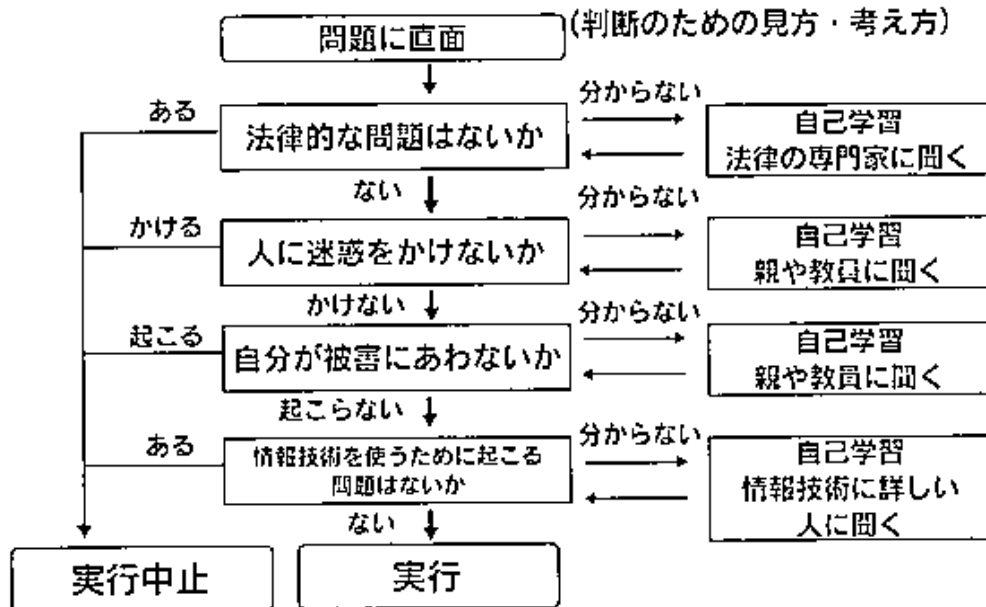 問題に直面
(判断のための見方・考え方)
ある
法律的な問題はないか
分からない
自己学習
法律の専門家に聞く
ない
かける
人に迷惑をかけないか
分からない
自己学習
親や教員に聞く
かけない
起こる
自分が被害にあわないか
分からない
自己学習
親や教員に聞く
起こらない
ある
情報技術を使うために起こる
問題はないか
分からない
自己学習
情報技術に詳しい
人に聞く
ない
実行中止
実行